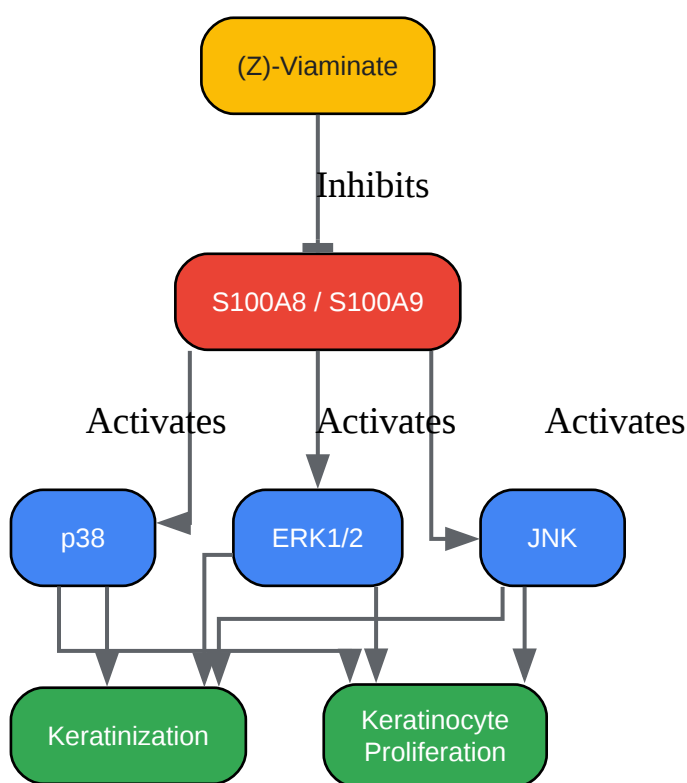 (Z)-Viaminate
Inhibits
S100A8 / S100A9
Activates
Activates
Activates
p38
ERK1/2
JNK
Keratinization
Keratinocyte
Proliferation